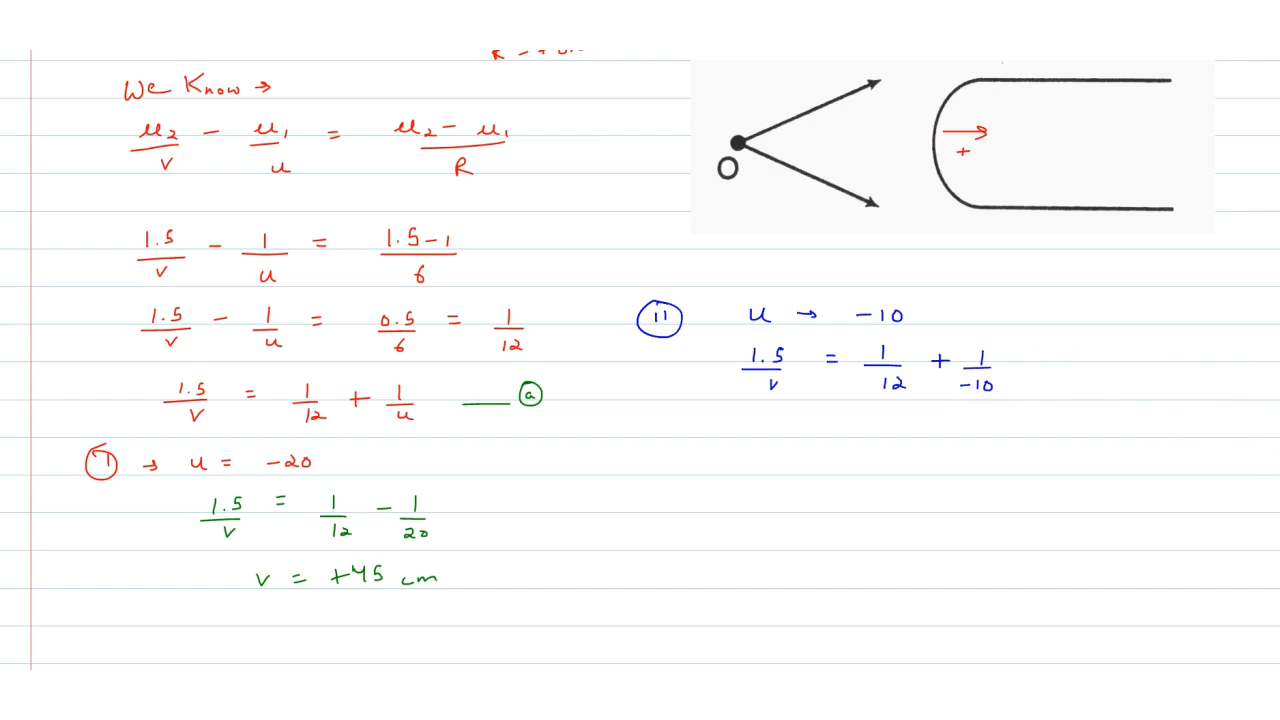 We Know →
μ2/v - μ1/u = μ2 - μ1/R
1.5/v - 1/u = 1.5-1/6
1.5/v - 1/u = 0.5/6 = 1/12
1.5/v = 1/12 + 1/u ___ (a)
(I) → u = -20
1.5/v = 1/12 - 1/20
v = +45 cm
O
→
+
(II) u → -10
1.5/v = 1/12 + 1/-10